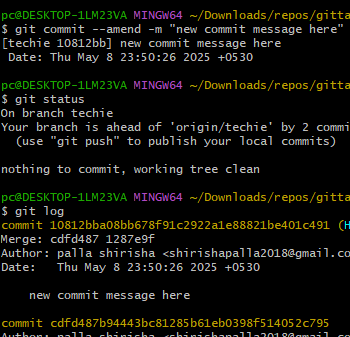 pc@DESKTOP-1LM23VA MINGW64 ~/Downloads/repos/gitta
$ git commit --amend -m "new commit message here"
[techie 10812bb] new commit message here
Date: Thu May 8 23:50:26 2025 +0530
pc@DESKTOP-1LM23VA MINGW64 ~/Downloads/repos/gitta
$ git status
On branch techie
Your branch is ahead of 'origin/techie' by 2 commi
(use "git push" to publish your local commits)
nothing to commit, working tree clean
pc@DESKTOP-1LM23VA MINGW64 ~/Downloads/repos/gitta
$ git log
commit 10812bba08bb678f91c2922a1e88821be401c491 (H
Merge: cdfd487 1287e9f
Author: palla shirisha <shirishapalla2018@gmail.co
Date: Thu May 8 23:50:26 2025 +0530
new commit message here
commit cdfd487b94443bc81285b61eb0398f514052c795
Author: palla shirisha <shirishapalla2018@gmail.co